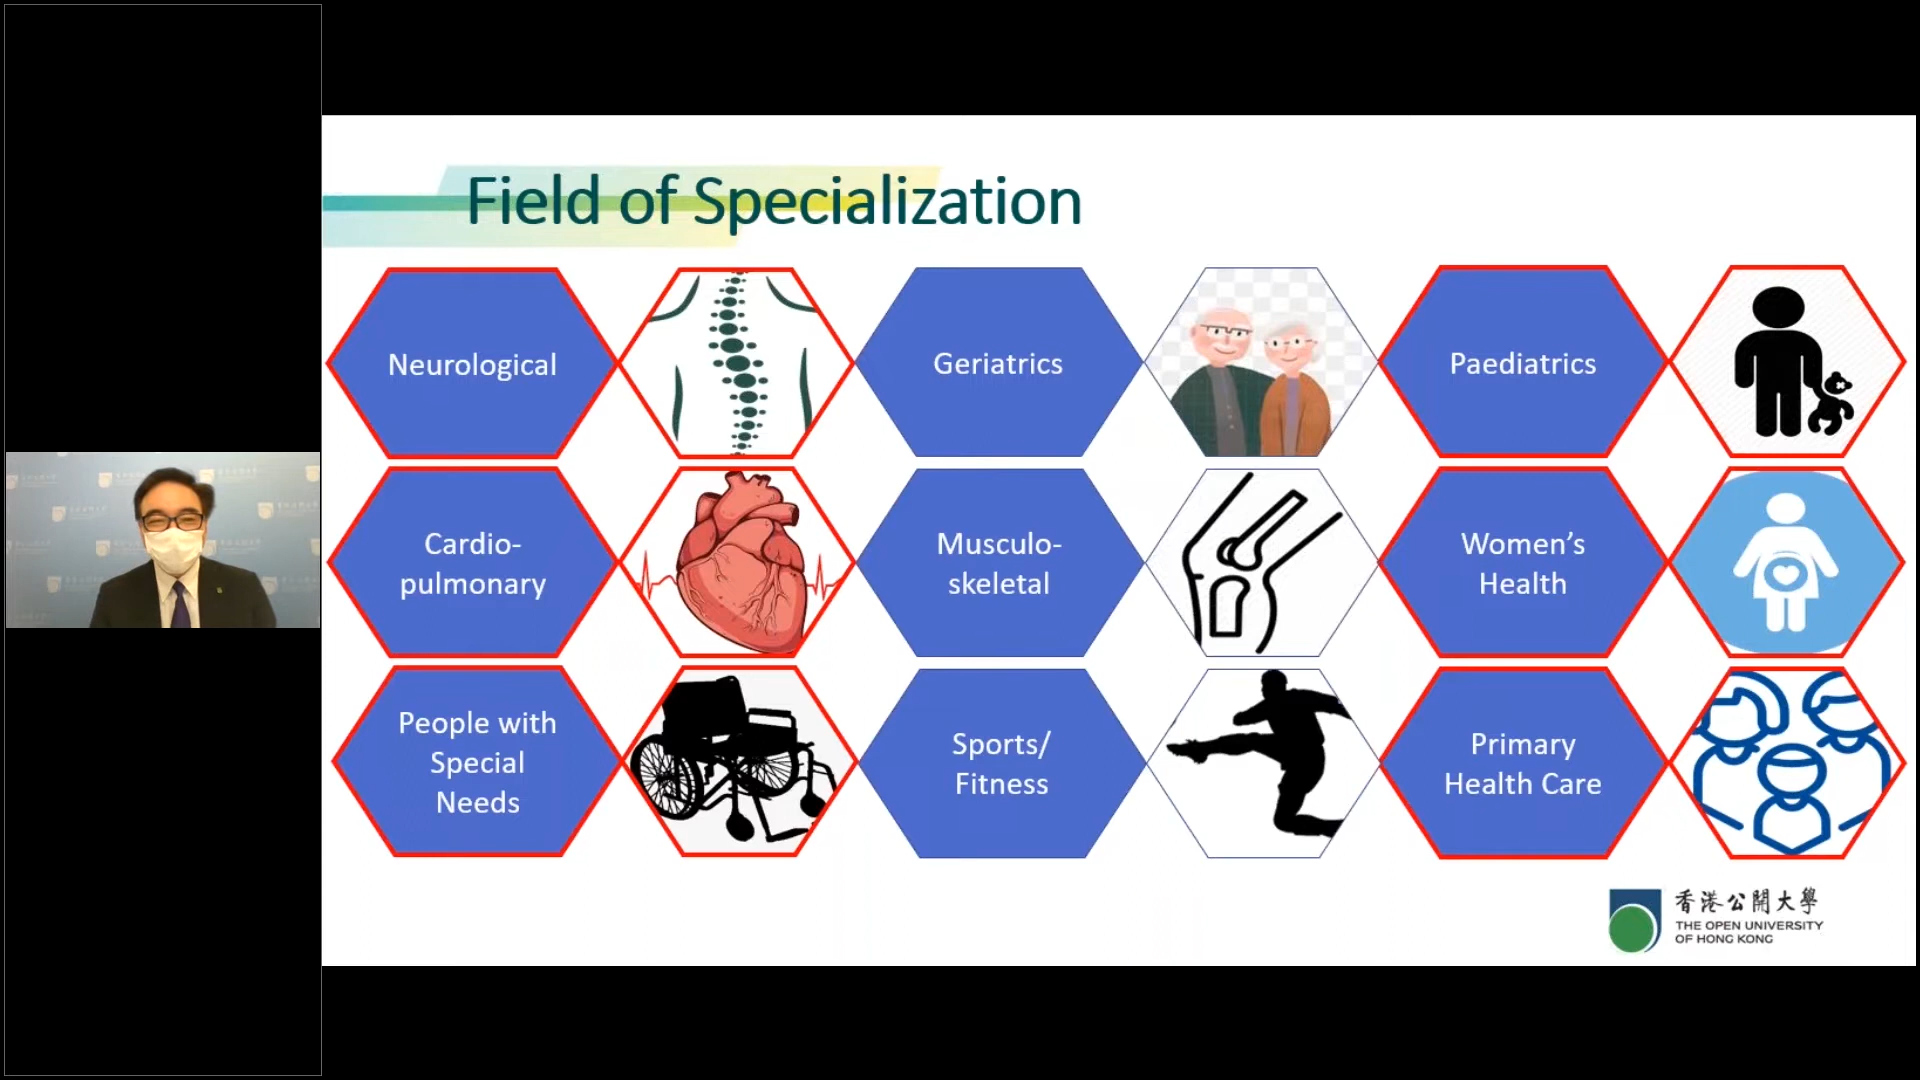 Field of Specialization
Neurological
Geriatrics
Paediatrics
Cardio-
pulmonary
Musculo-
skeletal
Women’s
Health
People with
Special
Needs
Sports/
Fitness
Primary
Health Care
香港公開大學
THE OPEN UNIVERSITY
OF HONG KONG